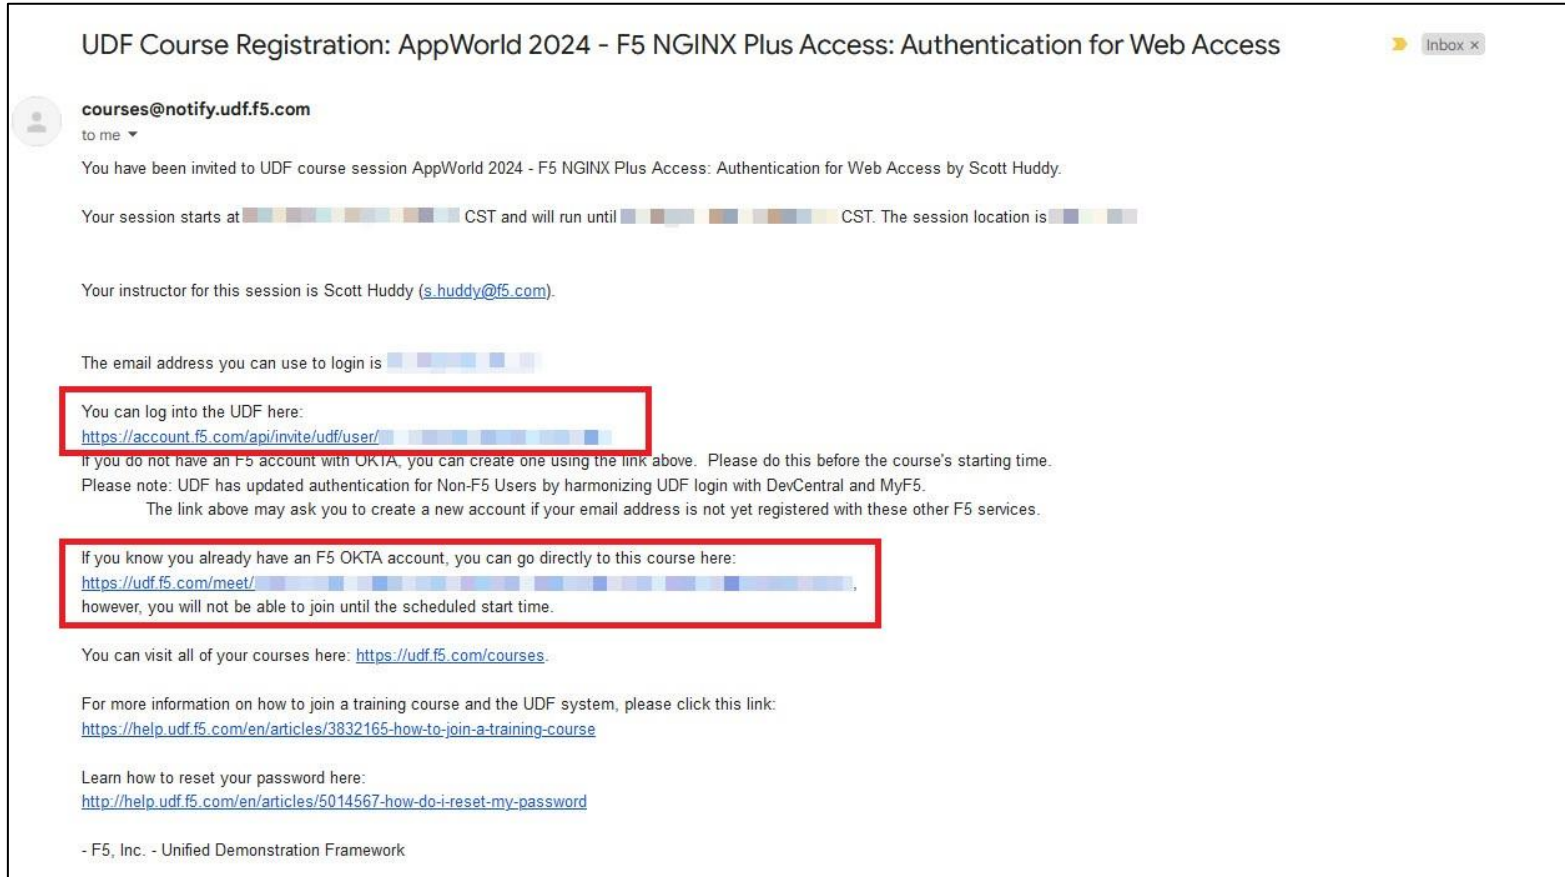 UDF Course Registration: AppWorld 2024 - F5 NGINX Plus Access: Authentication for Web Access
Inbox ×
courses@notify.udf.f5.com
to me
You have been invited to UDF course session AppWorld 2024 - F5 NGINX Plus Access: Authentication for Web Access by Scott Huddy.
Your session starts at CST and will run until CST. The session location is
Your instructor for this session is Scott Huddy (s.huddy@f5.com).
The email address you can use to login is
You can log into the UDF here:
https://account.f5.com/api/invite/udf/user/
If you do not have an F5 account with OKTA, you can create one using the link above. Please do this before the course's starting time.
Please note: UDF has updated authentication for Non-F5 Users by harmonizing UDF login with DevCentral and MyF5.
The link above may ask you to create a new account if your email address is not yet registered with these other F5 services.
If you know you already have an F5 OKTA account, you can go directly to this course here:
https://udf.f5.com/meet/ ,
however, you will not be able to join until the scheduled start time.
You can visit all of your courses here: https://udf.f5.com/courses.
For more information on how to join a training course and the UDF system, please click this link:
https://help.udf.f5.com/en/articles/3832165-how-to-join-a-training-course
Learn how to reset your password here:
http://help.udf.f5.com/en/articles/5014567-how-do-i-reset-my-password
- F5, Inc. - Unified Demonstration Framework